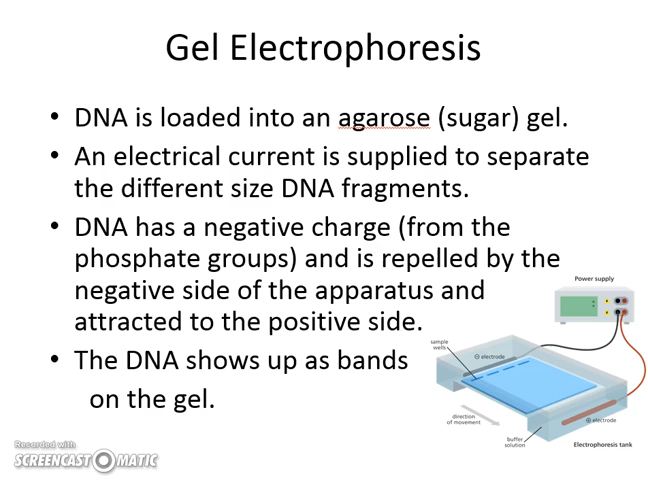 Gel Electrophoresis
• DNA is loaded into an agarose (sugar) gel.
• An electrical current is supplied to separate
the different size DNA fragments.
• DNA has a negative charge (from the
phosphate groups) and is repelled by the
negative side of the apparatus and
attracted to the positive side.
• The DNA shows up as bands
on the gel.
Power supply
sample
wells
⊖ electrode
direction
of movement
buffer
solution
⊕ electrode
Electrophoresis tank
Recorded with
SCREENCAST-O-MATIC